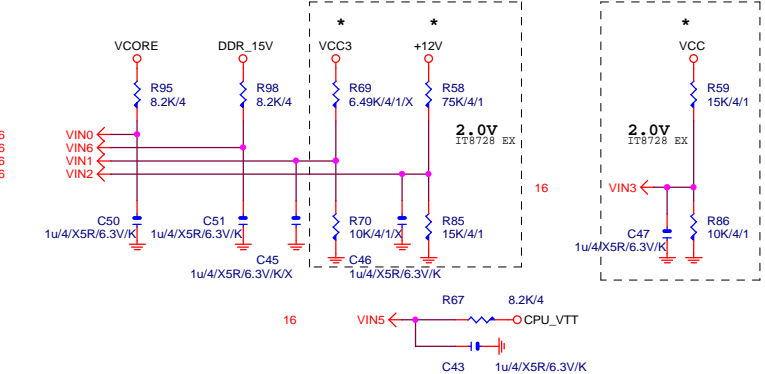 * * *
VCORE DDR_15V VCC3 +12V VCC
R95 R98 R69 R58 R59
8.2K/4 8.2K/4 6.49K/4/1/X 75K/4/1 15K/4/1
2.0V 2.0V
IT8728 EX IT8728 EX
6 VIN0
6 VIN6
6 VIN1
6 VIN2
16 VIN3
C50 C51 R70 R85 C47 R86
1u/4/X5R/6.3V/K 1u/4/X5R/6.3V/K 10K/4/1/X 15K/4/1 1u/4/X5R/6.3V/K 10K/4/1
C45 C46
1u/4/X5R/6.3V/K/X 1u/4/X5R/6.3V/K
R67 8.2K/4
16 VIN5 CPU_VTT
C43 1u/4/X5R/6.3V/K